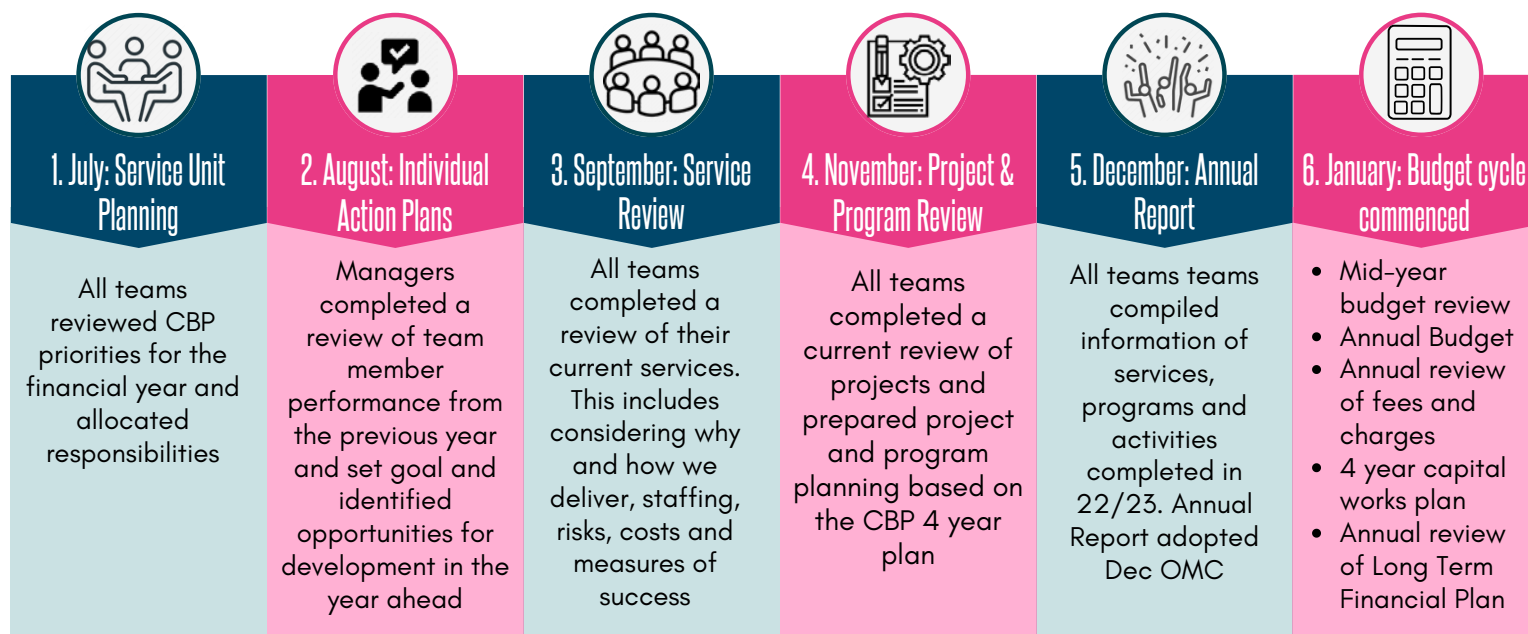 1. July: Service Unit
Planning
All teams
reviewed CBP
priorities for the
financial year and
allocated
responsibilities
2. August: Individual
Action Plans
Managers
completed a
review of team
member
performance from
the previous year
and set goal and
identified
opportunities for
development in the
year ahead
3. September: Service
Review
All teams
completed a
review of their
current services.
This includes
considering why
and how we
deliver, staffing,
risks, costs and
measures of
success
4. November: Project &
Program Review
All teams
completed a
current review of
projects and
prepared project
and program
planning based on
the CBP 4 year
plan
5. December: Annual
Report
All teams teams
compiled
information of
services,
programs and
activities
completed in
22/23. Annual
Report adopted
Dec OMC
6. January: Budget cycle
commenced
• Mid-year
budget review
• Annual Budget
• Annual review
of fees and
charges
• 4 year capital
works plan
• Annual review
of Long Term
Financial Plan